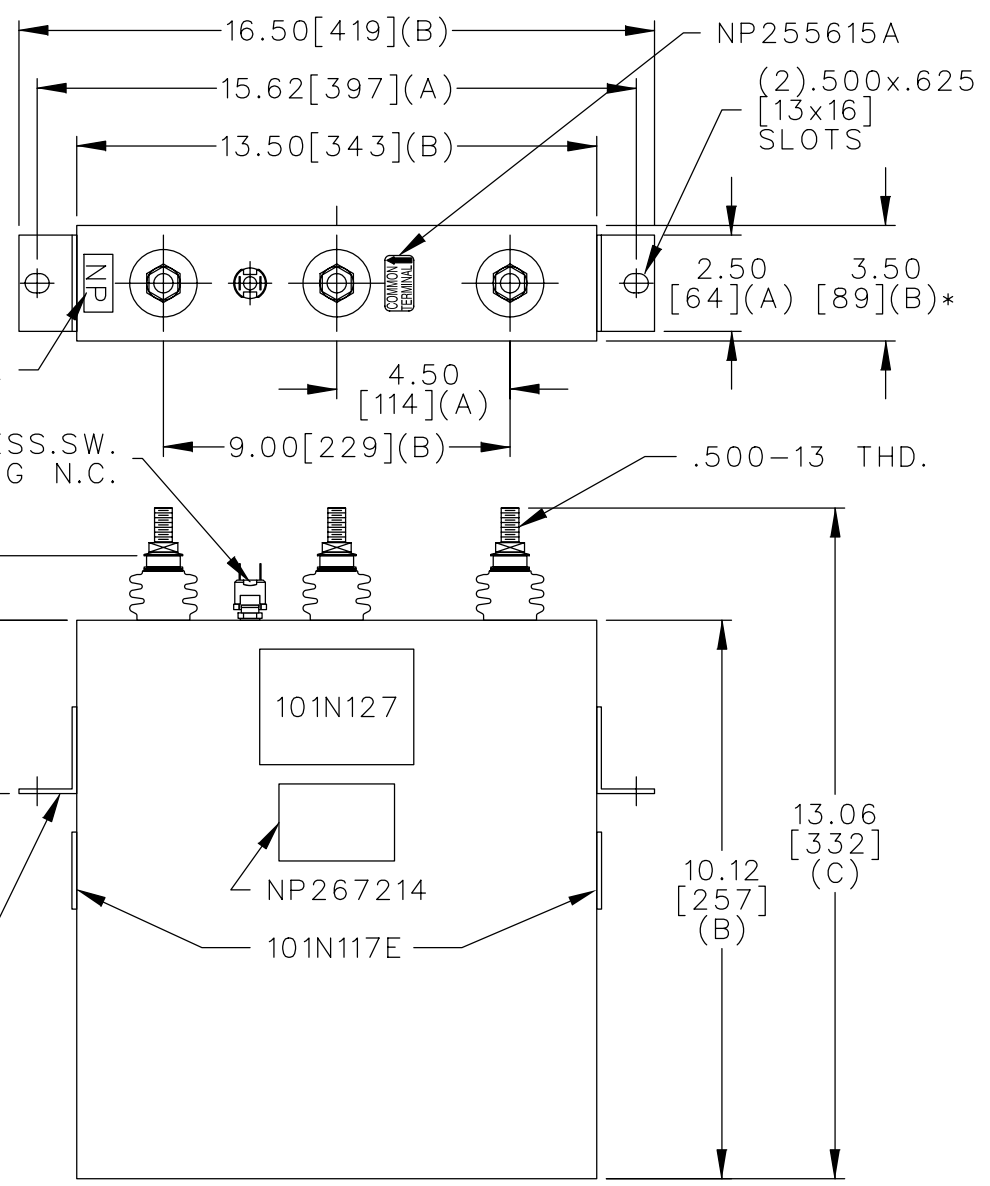 16.50[419](B)
NP255615A
15.62[397](A)
(2).500x.625
[13x16]
SLOTS
13.50[343](B)
NP
COMMON
TERMINAL
2.50
[64](A)
3.50
[89](B)*
4.50
[114](A)
9.00[229](B)
ESS.SW.
G N.C.
.500-13 THD.
101N127
NP267214
101N117E
10.12
[257]
(B)
13.06
[332]
(C)